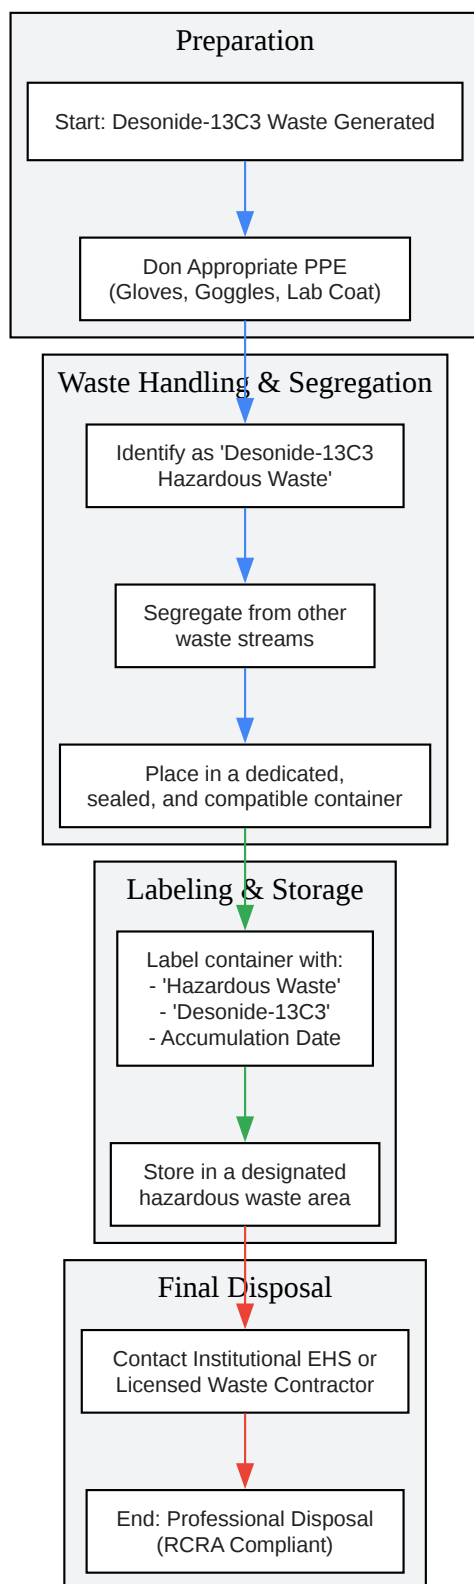 Preparation
Start: Desonide-13C3 Waste Generated
Don Appropriate PPE
(Gloves, Goggles, Lab Coat)
Waste Handling & Segregation
Identify as 'Desonide-13C3
Hazardous Waste'
Segregate from other
waste streams
Place in a dedicated,
sealed, and compatible container
Labeling & Storage
Label container with:
- 'Hazardous Waste'
- 'Desonide-13C3'
- Accumulation Date
Store in a designated
hazardous waste area
Final Disposal
Contact Institutional EHS or
Licensed Waste Contractor
End: Professional Disposal
(RCRA Compliant)